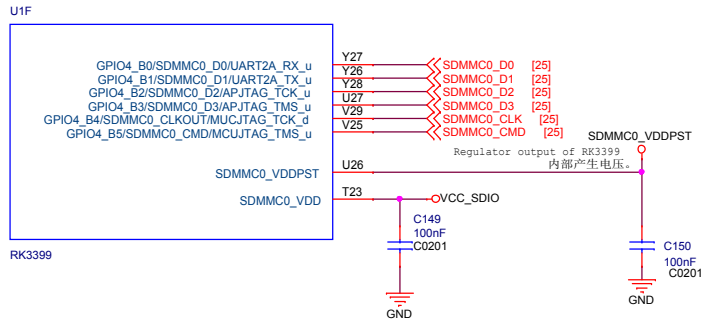 U1F
GPIO4_B0/SDMMC0_D0/UART2A_RX_u Y27 SDMMC0_D0 [25]
GPIO4_B1/SDMMC0_D1/UART2A_TX_u Y26 SDMMC0_D1 [25]
GPIO4_B2/SDMMC0_D2/APJTAG_TCK_u Y28 SDMMC0_D2 [25]
GPIO4_B3/SDMMC0_D3/APJTAG_TMS_u U27 SDMMC0_D3 [25]
GPIO4_B4/SDMMC0_CLKOUT/MUCJTAG_TCK_d V29 SDMMC0_CLK [25]
GPIO4_B5/SDMMC0_CMD/MCUJTAG_TMS_u V25 SDMMC0_CMD [25]
SDMMC0_VDDPST
Regulator output of RK3399
内部产生电压。
SDMMC0_VDDPST U26
SDMMC0_VDD T23 VCC_SDIO
C149
100nF
C0201
C150
100nF
C0201
RK3399
GND
GND